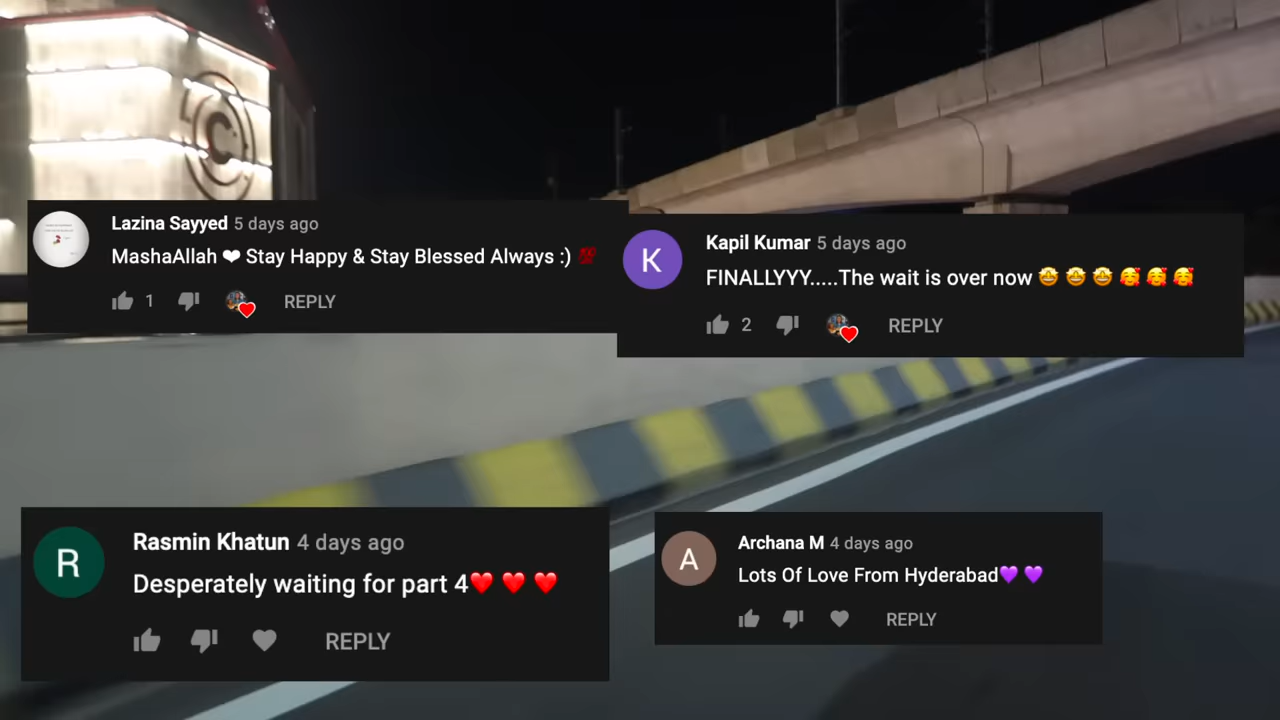 C
Lazina Sayyed 5 days ago
MashaAllah ❤ Stay Happy & Stay Blessed Always :) 💯
1
REPLY
K
Kapil Kumar 5 days ago
FINALLYYY.....The wait is over now 🤩 🤩 🤩 🥰 🥰 🥰
2
REPLY
R
Rasmin Khatun 4 days ago
Desperately waiting for part 4❤️ ❤️ ❤️
REPLY
A
Archana M 4 days ago
Lots Of Love From Hyderabad💜 💜
REPLY